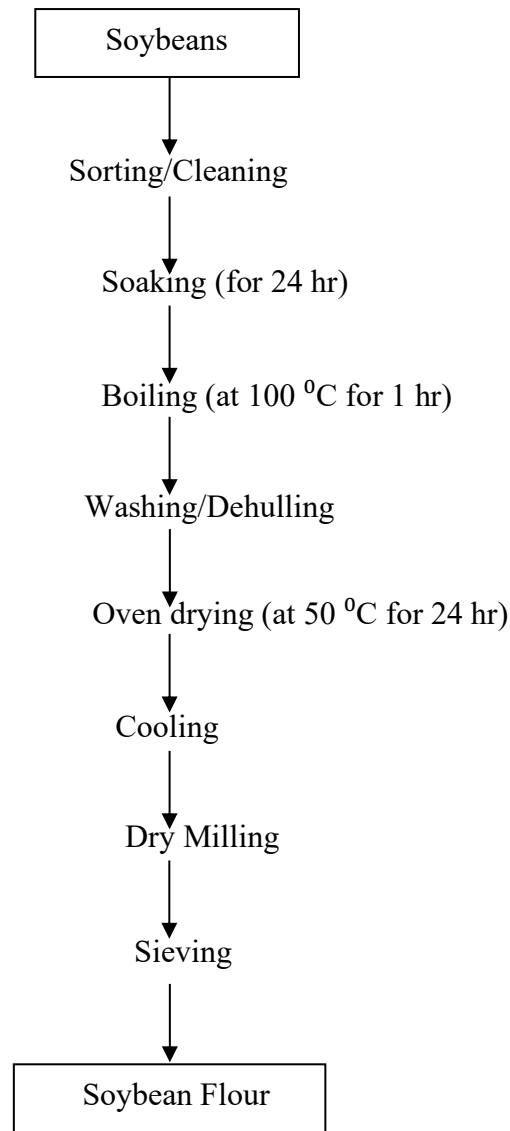 Soybeans
Sorting/Cleaning
Soaking (for 24 hr)
Boiling (at 100 ⁰C for 1 hr)
Washing/Dehulling
Oven drying (at 50 ⁰C for 24 hr)
Cooling
Dry Milling
Sieving
Soybean Flour